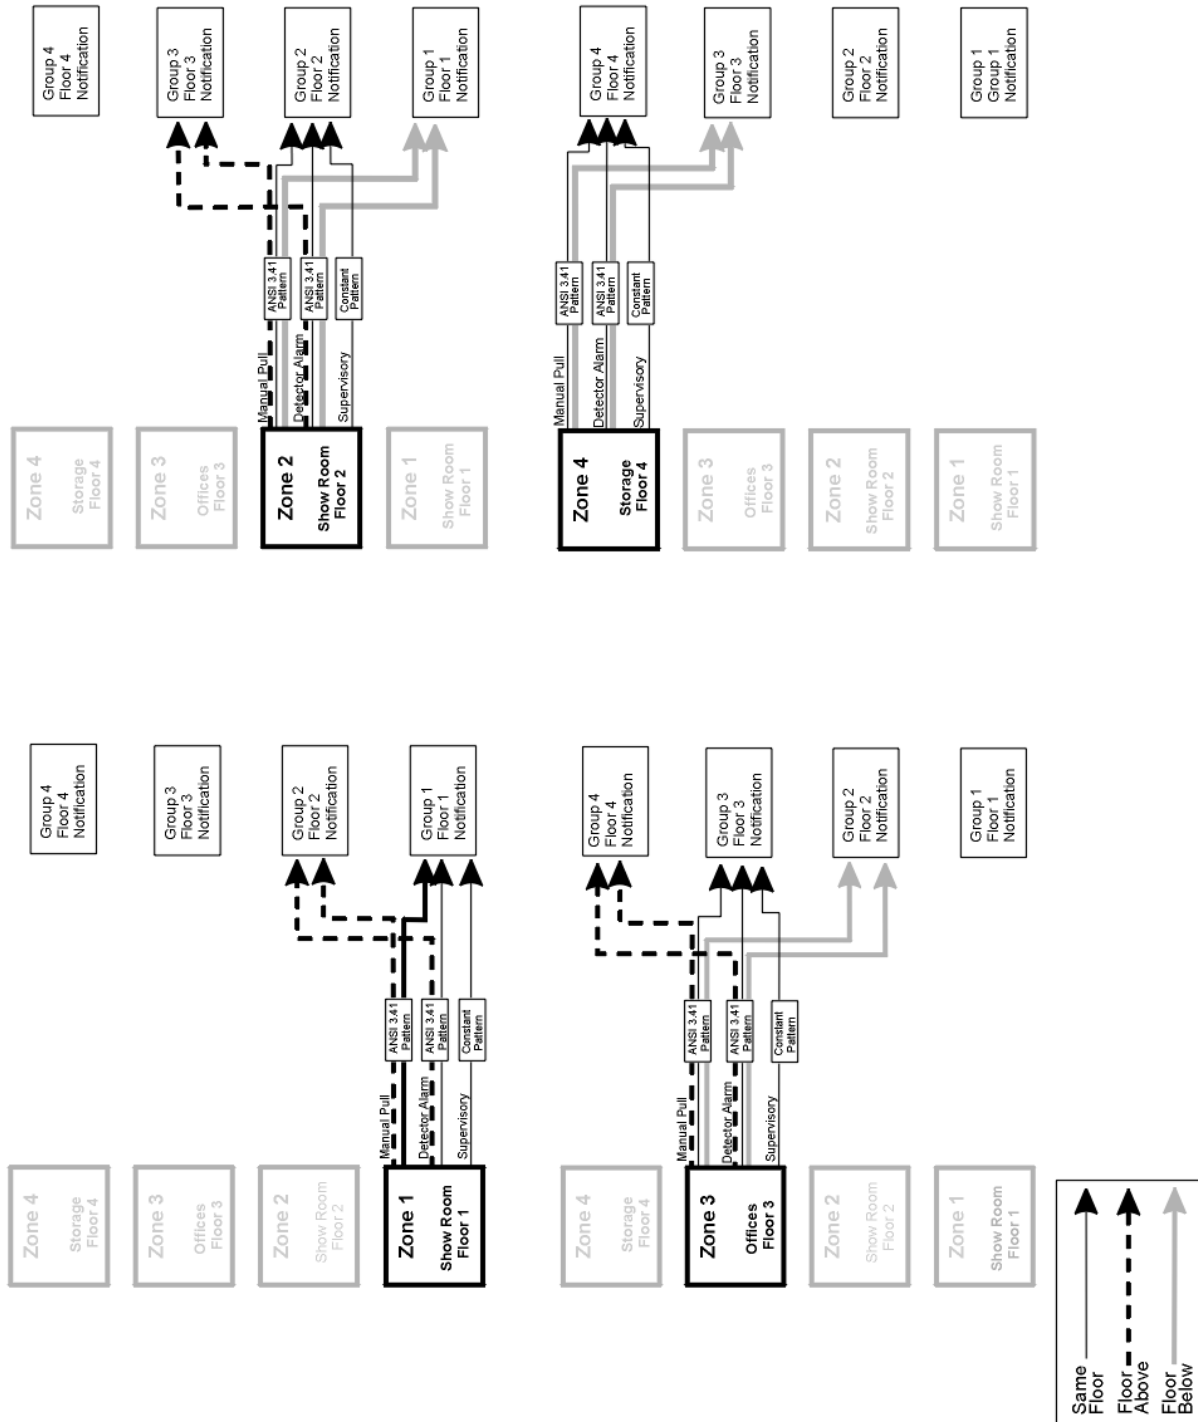 Zone 4
Storage
Floor 4
Zone 3
Offices
Floor 3
Zone 2
Show Room
Floor 2
Zone 1
Show Room
Floor 1
Manual Pull
ANSI 3.41
Pattern
Detector Alarm
ANSI 3.41
Pattern
Supervisory
Constant
Pattern
Group 4
Floor 4
Notification
Group 3
Floor 3
Notification
Group 2
Floor 2
Notification
Group 1
Floor 1
Notification
Zone 4
Storage
Floor 4
Zone 3
Offices
Floor 3
Zone 2
Show Room
Floor 2
Zone 1
Show Room
Floor 1
Manual Pull
ANSI 3.41
Pattern
Detector Alarm
ANSI 3.41
Pattern
Supervisory
Constant
Pattern
Group 4
Floor 4
Notification
Group 3
Floor 3
Notification
Group 2
Floor 2
Notification
Group 1
Floor 1
Notification
Zone 4
Storage
Floor 4
Zone 3
Offices
Floor 3
Zone 2
Show Room
Floor 2
Zone 1
Show Room
Floor 1
Manual Pull
ANSI 3.41
Pattern
Detector Alarm
ANSI 3.41
Pattern
Supervisory
Constant
Pattern
Group 4
Floor 4
Notification
Group 3
Floor 3
Notification
Group 2
Floor 2
Notification
Group 1
Floor 1
Notification
Zone 4
Storage
Floor 4
Zone 3
Offices
Floor 3
Zone 2
Show Room
Floor 2
Zone 1
Show Room
Floor 1
Manual Pull
ANSI 3.41
Pattern
Detector Alarm
ANSI 3.41
Pattern
Supervisory
Constant
Pattern
Group 4
Floor 4
Notification
Group 3
Floor 3
Notification
Group 2
Floor 2
Notification
Group 1
Group 1
Notification
Same
Floor
Floor
Above
Floor
Below